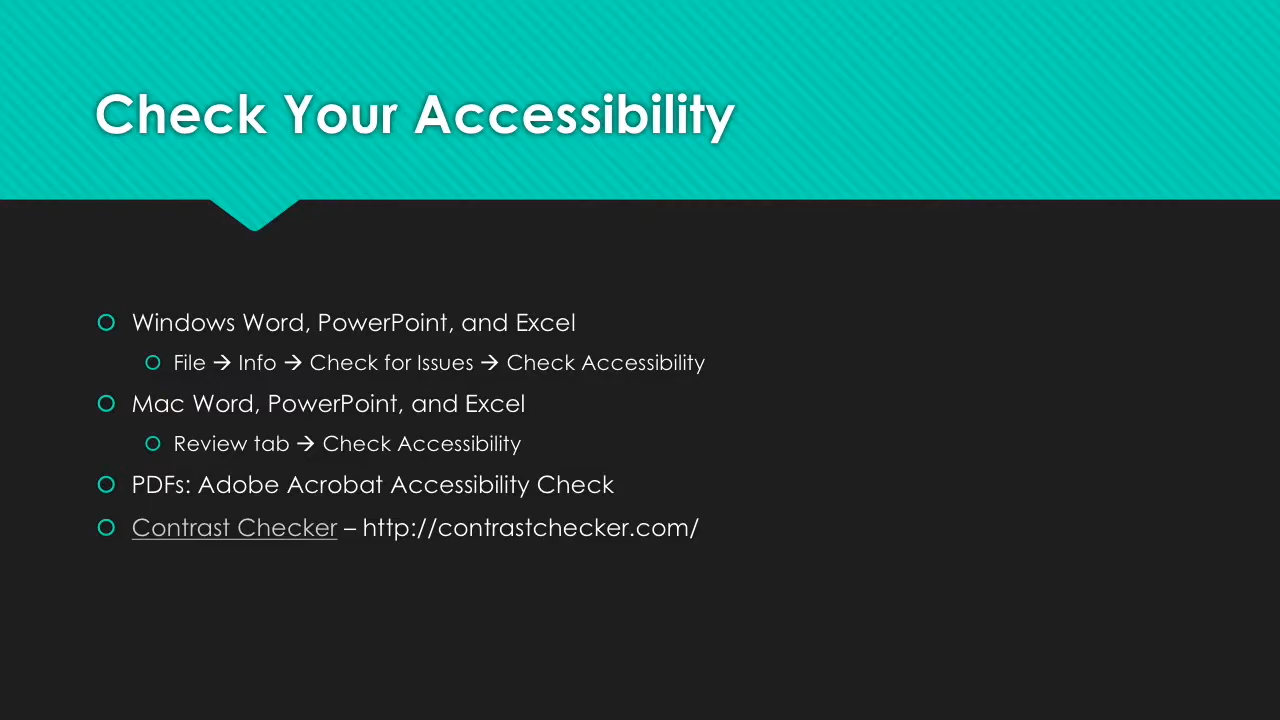 Check Your Accessibility
Windows Word, PowerPoint, and Excel
File → Info → Check for Issues → Check Accessibility
Mac Word, PowerPoint, and Excel
Review tab → Check Accessibility
PDFs: Adobe Acrobat Accessibility Check
Contrast Checker – http://contrastchecker.com/